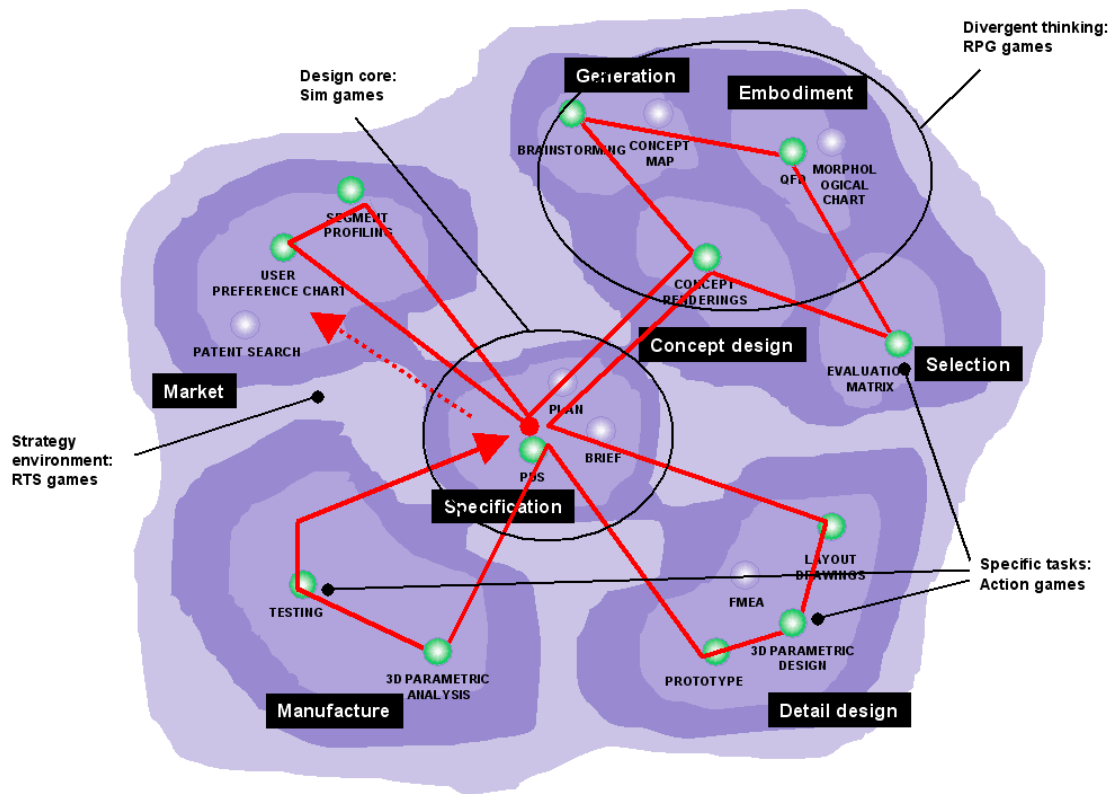 Divergent thinking:
RPG games
Design core:
Sim games
Generation
Embodiment
BRAINSTORMING
CONCEPT
MAP
QFD
MORPHOL
OGICAL
CHART
SEGMENT
PROFILING
USER
PREFERENCE CHART
CONCEPT
RENDERINGS
PATENT SEARCH
Concept design
EVALUATION
MATRIX
Selection
Market
PLAN
BRIEF
PDS
Specification
Strategy
environment:
RTS games
LAYOUT
DRAWINGS
Specific tasks:
Action games
TESTING
FMEA
3D PARAMETRIC
DESIGN
3D PARAMETRIC
ANALYSIS
PROTOTYPE
Manufacture
Detail design